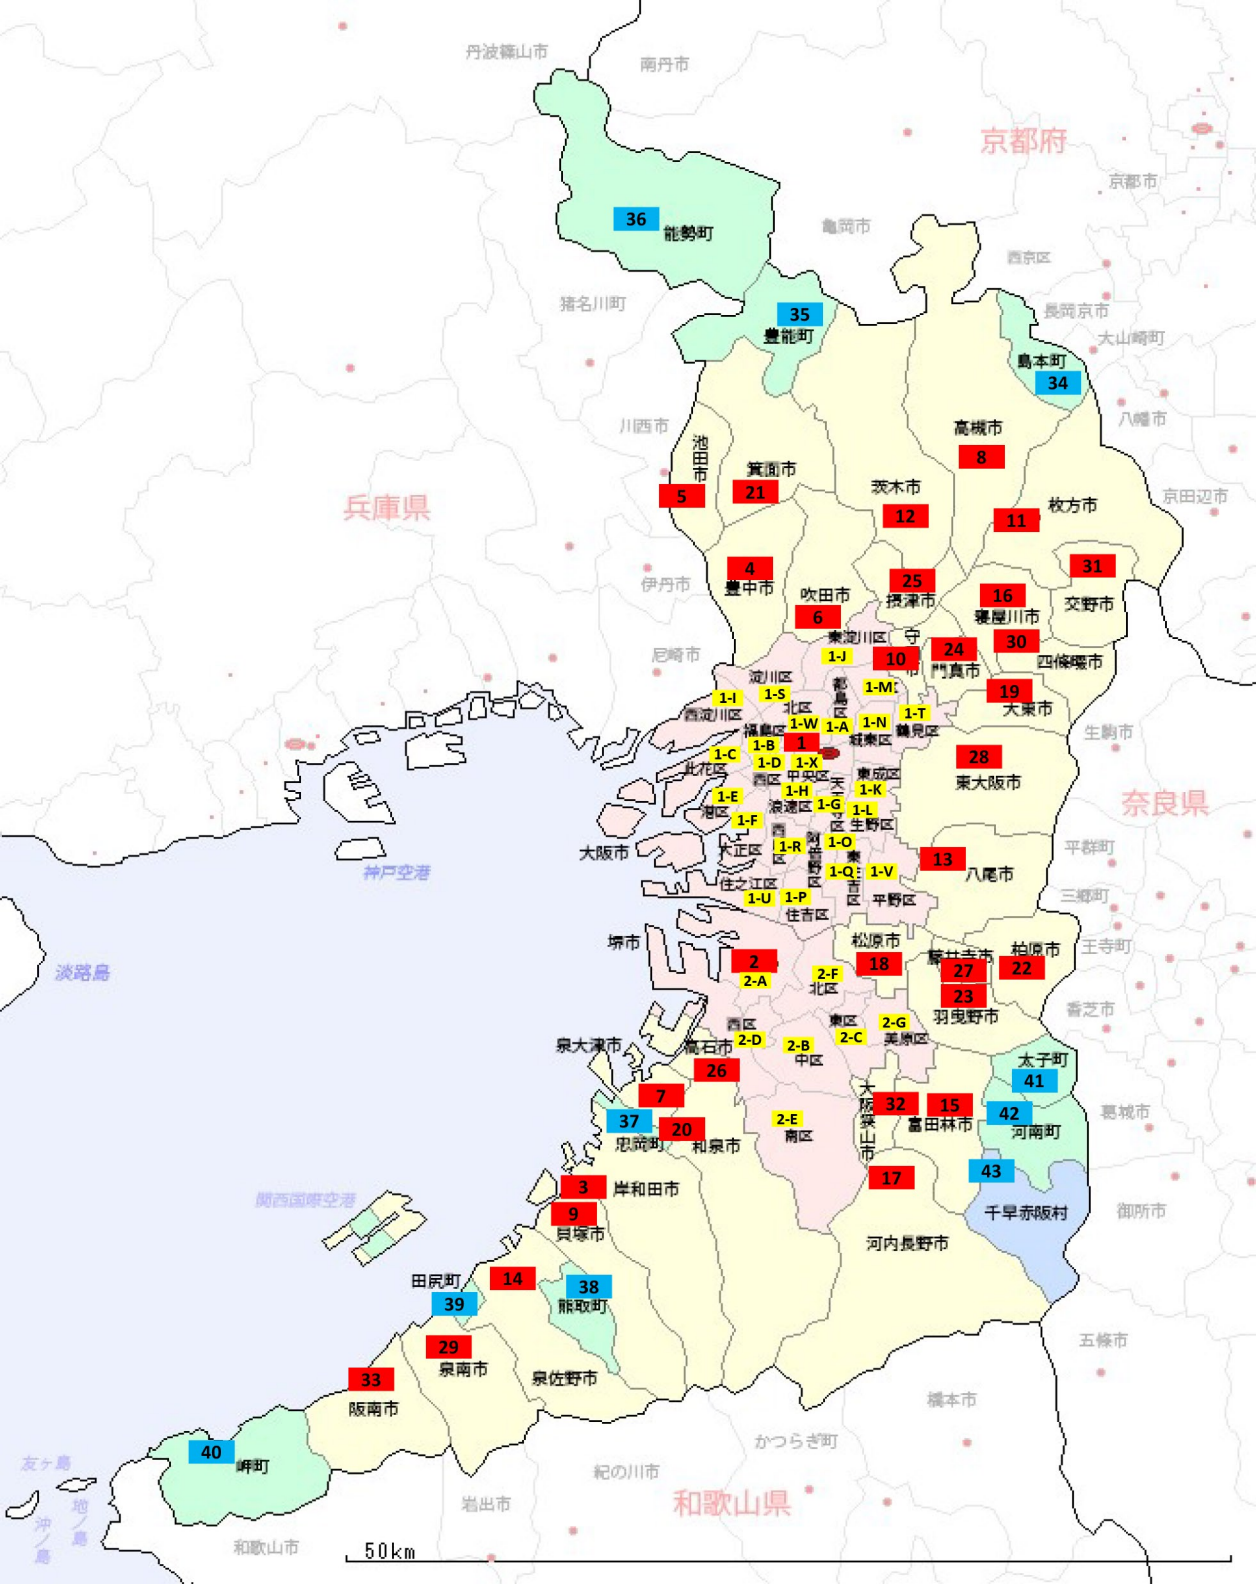 丹波篠山市
南丹市
京都府
京都市
36
能勢町
亀岡市
西京区
猪名川町
35
豊能町
長岡京市
大山崎町
島本町
34
川西市
八幡市
高槻市
8
池田市
5
箕面市
21
茨木市
12
枚方市
11
京田辺市
兵庫県
31
交野市
伊丹市
4
豊中市
吹田市
6
25
摂津市
16
寝屋川市
東淀川区
1-J
10
24
門真市
30
四條畷市
尼崎市
淀川区
1-S
1-I
西淀川区
都島区
1-M
19
大東市
北区
1-W
1-A
1-N
1-T
鶴見区
城東区
生駒市
福島区
1-B
1
1-C
此花区
1-D
西区
1-X
中央区
東成区
28
東大阪市
奈良県
1-E
港区
1-H
浪速区
1-K
1-G
1-L
生野区
1-F
大正区
1-R
1-O
大阪市
平群町
13
八尾市
神戸空港
1-Q
1-V
平野区
住之江区
1-U
1-P
住吉区
三郷町
堺市
松原市
18
藤井寺市
27
柏原市
22
王寺町
淡路島
2
2-A
2-F
北区
23
羽曳野市
香芝市
西区
2-D
東区
2-C
2-G
美原区
2-B
中区
泉大津市
高石市
26
太子町
41
7
37
忠岡町
20
和泉市
2-E
南区
大阪狭山市
32
15
富田林市
42
河南町
葛城市
関西国際空港
3
岸和田市
9
貝塚市
17
河内長野市
43
千早赤阪村
御所市
田尻町
39
14
38
熊取町
29
泉南市
泉佐野市
33
阪南市
五條市
橋本市
40
岬町
かつらぎ町
紀の川市
和歌山県
岩出市
和歌山市
友ヶ島
地ノ島
沖ノ島
50km